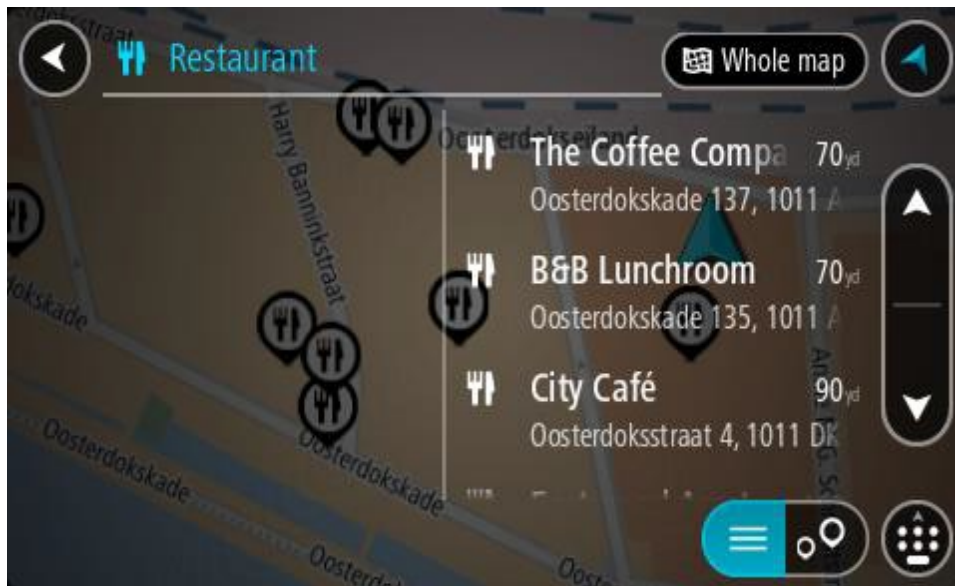 Restaurant
Whole map
The Coffee Compa 70yd
Oosterdokskade 137, 1011
B&B Lunchroom 70yd
Oosterdokskade 135, 1011
City Café 90yd
Oosterdoksstraat 4, 1011 DK
Oosterdokseiland
Harry Banninkstraat
Oosterdokskade
Oosterdokskade